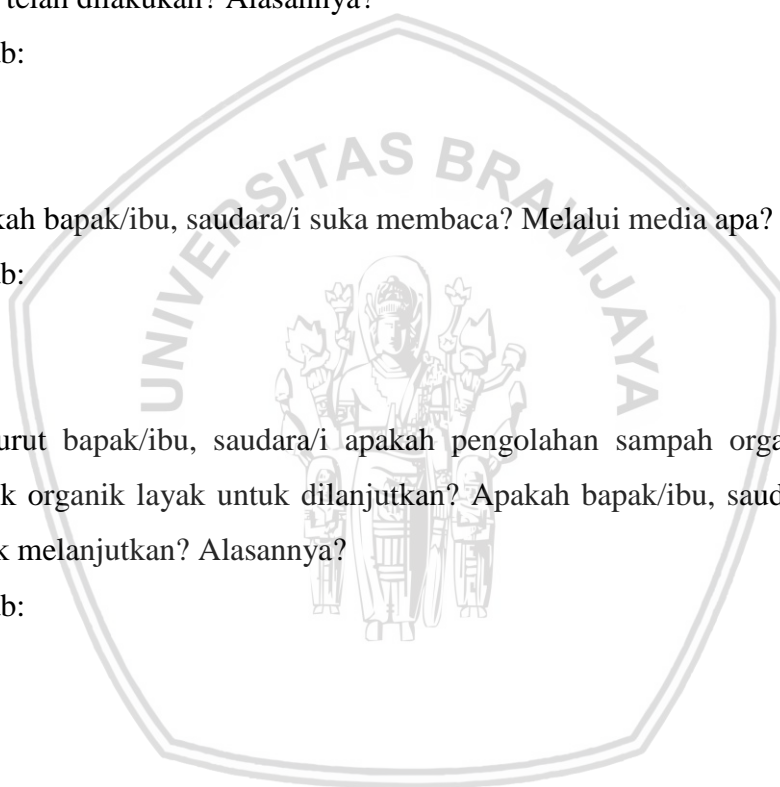 telah dilakukan? Alasannya?
b:
UNIVERSITAS BRAWIJAYA
kah bapak/ibu, saudara/i suka membaca? Melalui media apa?
b:
urut bapak/ibu, saudara/i apakah pengolahan sampah orga
k organik layak untuk dilanjutkan? Apakah bapak/ibu, saud
k melanjutkan? Alasannya?
b: